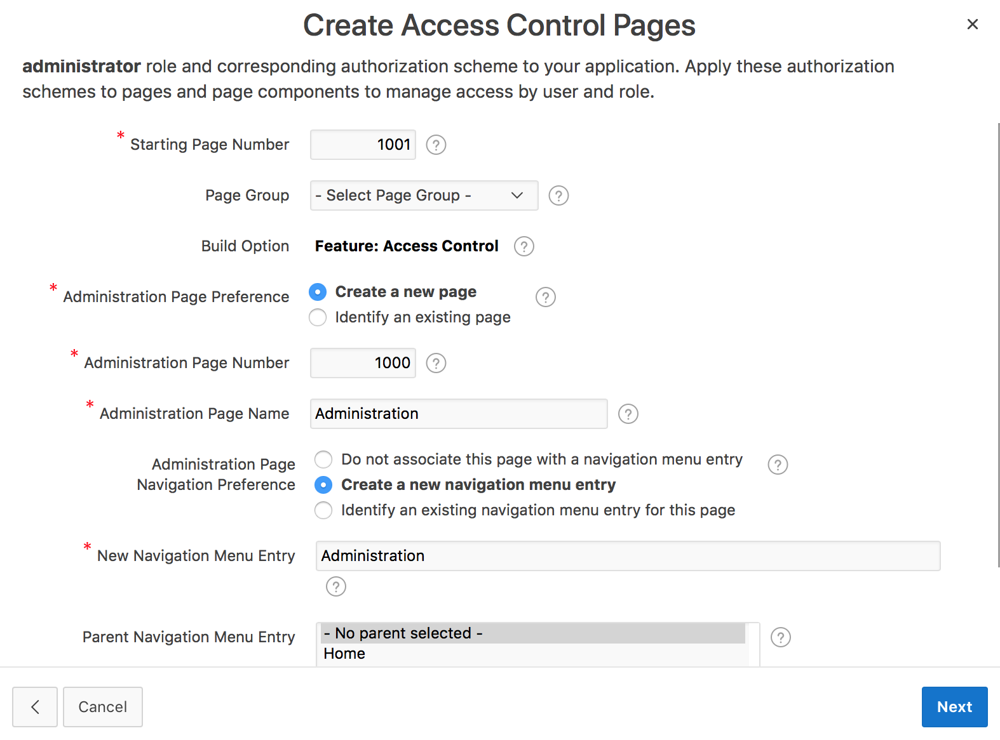 Create Access Control Pages
administrator role and corresponding authorization scheme to your application. Apply these authorization
schemes to pages and page components to manage access by user and role.
* Starting Page Number 1001 ?
Page Group - Select Page Group - ?
Build Option Feature: Access Control ?
* Administration Page Preference Create a new page ?
Identify an existing page
* Administration Page Number 1000 ?
* Administration Page Name Administration ?
Administration Page Navigation Preference
Do not associate this page with a navigation menu entry ?
Create a new navigation menu entry
Identify an existing navigation menu entry for this page
* New Navigation Menu Entry Administration
?
Parent Navigation Menu Entry - No parent selected - ?
Home
Cancel Next